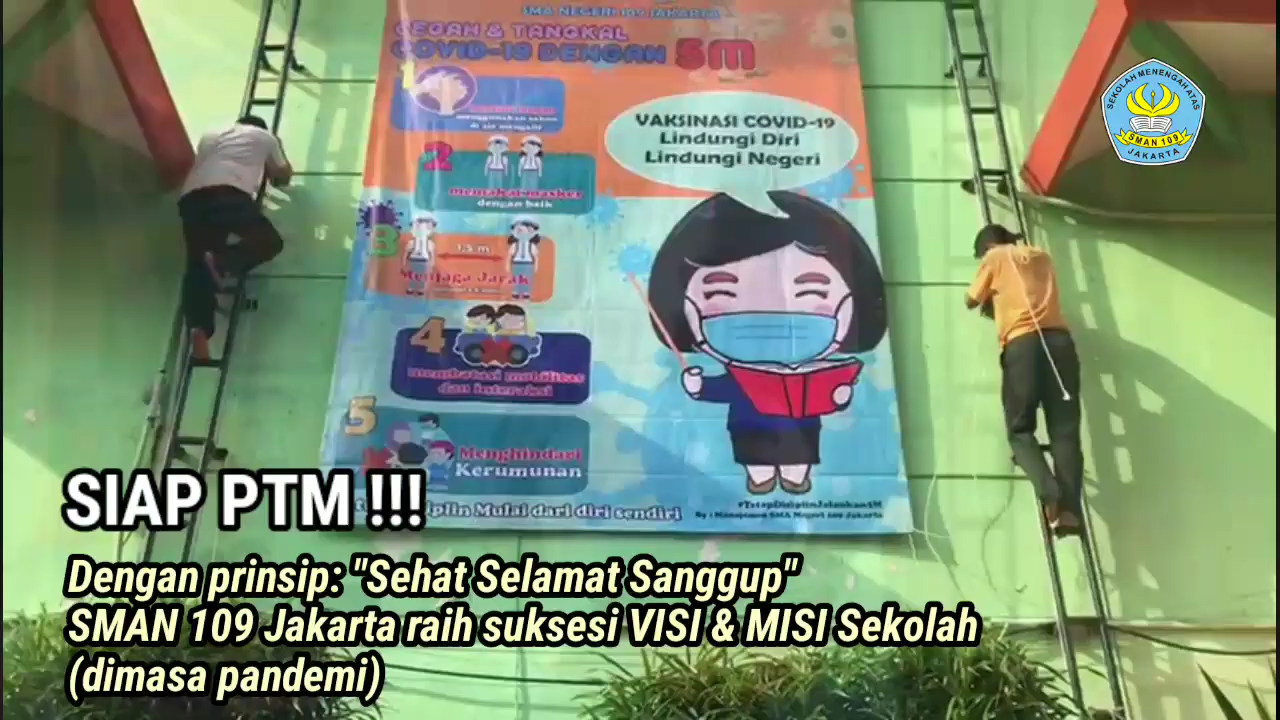 SMA NEGERI 109 JAKARTA
CEGAH & TANGKAL
COVID-19 DENGAN 5M
1
menggunakan sabun
di air mengalir
2
memakai masker
dengan baik
3
1,5 m
Menjaga Jarak
4
membatasi mobilitas
dan interaksi
5
Menghindari
Kerumunan
VAKSINASI COVID-19
Lindungi Diri
Lindungi Negeri
Mulai dari diri sendiri
#TetapDisiplinJalankan5M
By : Manajemen SMA Negeri 109 Jakarta
SEKOLAH MENENGAH ATAS
SMAN 109
JAKARTA
SIAP PTM !!!
Dengan prinsip: "Sehat Selamat Sanggup"
SMAN 109 Jakarta raih suksesi VISI & MISI Sekolah
(dimasa pandemi)